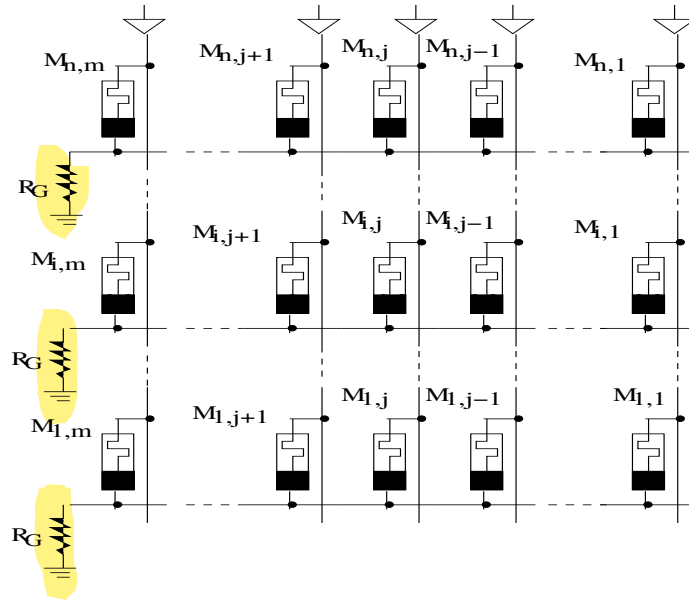 M_{n,m} M_{n,j+1} M_{n,j} M_{n,j−1} M_{n,1}
R_G
M_{i,m} M_{i,j+1} M_{i,j} M_{i,j−1} M_{i,1}
R_G
M_{1,m} M_{1,j+1} M_{1,j} M_{1,j−1} M_{1,1}
R_G